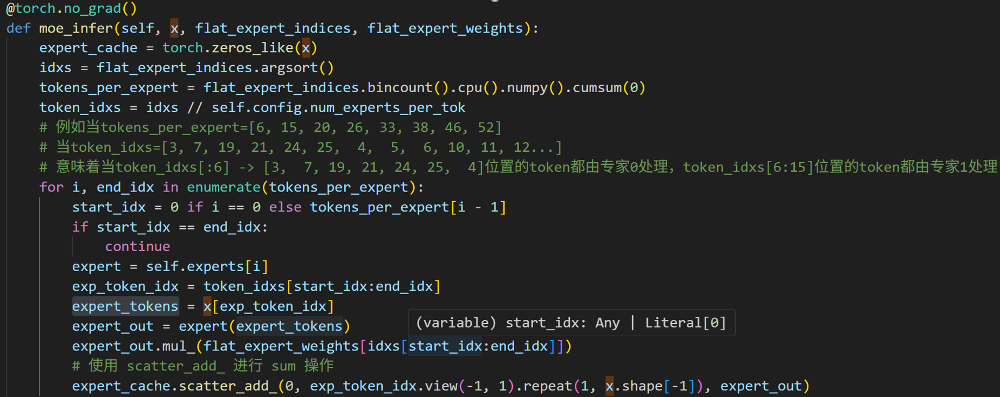 @torch.no_grad()
def moe_infer(self, x, flat_expert_indices, flat_expert_weights):
    expert_cache = torch.zeros_like(x)
    idxs = flat_expert_indices.argsort()
    tokens_per_expert = flat_expert_indices.bincount().cpu().numpy().cumsum(0)
    token_idxs = idxs // self.config.num_experts_per_tok
    # 例如当tokens_per_expert=[6, 15, 20, 26, 33, 38, 46, 52]
    # 当token_idxs=[3, 7, 19, 21, 24, 25,  4,  5,  6, 10, 11, 12...]
    # 意味着当token_idxs[:6] -> [3,  7, 19, 21, 24, 25,  4]位置的token都由专家0处理，token_idxs[6:15]位置的token都由专家1处理
    for i, end_idx in enumerate(tokens_per_expert):
        start_idx = 0 if i == 0 else tokens_per_expert[i - 1]
        if start_idx == end_idx:
            continue
        expert = self.experts[i]
        exp_token_idx = token_idxs[start_idx:end_idx]
        expert_tokens = x[exp_token_idx]
        expert_out = expert(expert_tokens)
(variable) start_idx: Any | Literal[0]
        expert_out.mul_(flat_expert_weights[idxs[start_idx:end_idx]])
        # 使用 scatter_add_ 进行 sum 操作
        expert_cache.scatter_add_(0, exp_token_idx.view(-1, 1).repeat(1, x.shape[-1]), expert_out)